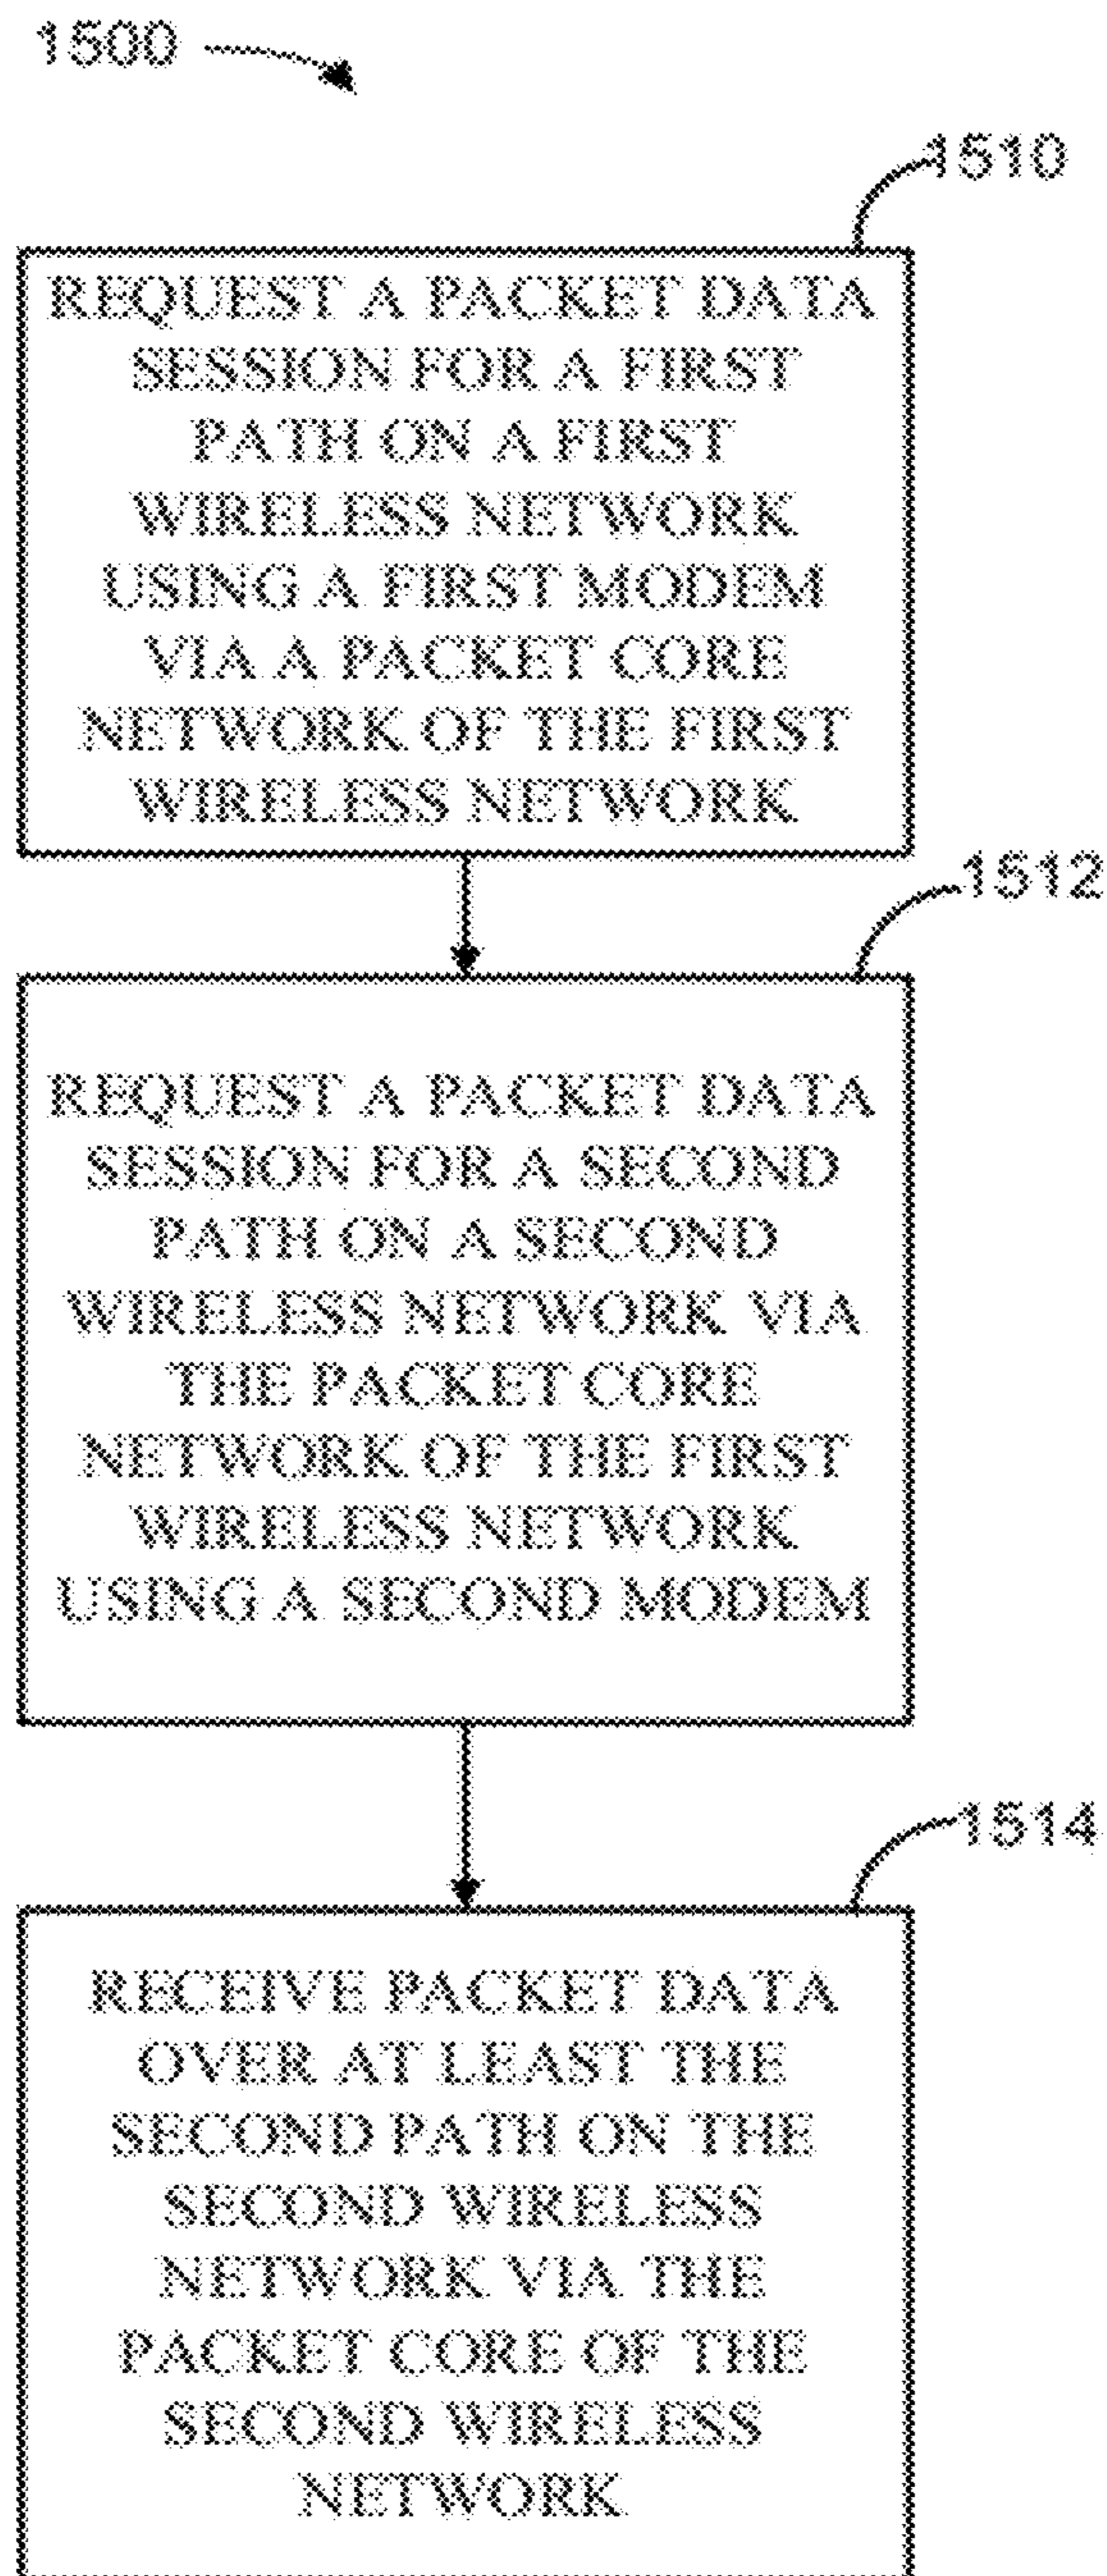 1500
1510
REQUEST A PACKET DATA
SESSION FOR A FIRST
PATH ON A FIRST
WIRELESS NETWORK
USING A FIRST MODEM
VIA A PACKET CORE
NETWORK OF THE FIRST
WIRELESS NETWORK
1512
REQUEST A PACKET DATA
SESSION FOR A SECOND
PATH ON A SECOND
WIRELESS NETWORK VIA
THE PACKET CORE
NETWORK OF THE FIRST
WIRELESS NETWORK
USING A SECOND MODEM
1514
RECEIVE PACKET DATA
OVER AT LEAST THE
SECOND PATH ON THE
SECOND WIRELESS
NETWORK VIA THE
PACKET CORE OF THE
SECOND WIRELESS
NETWORK